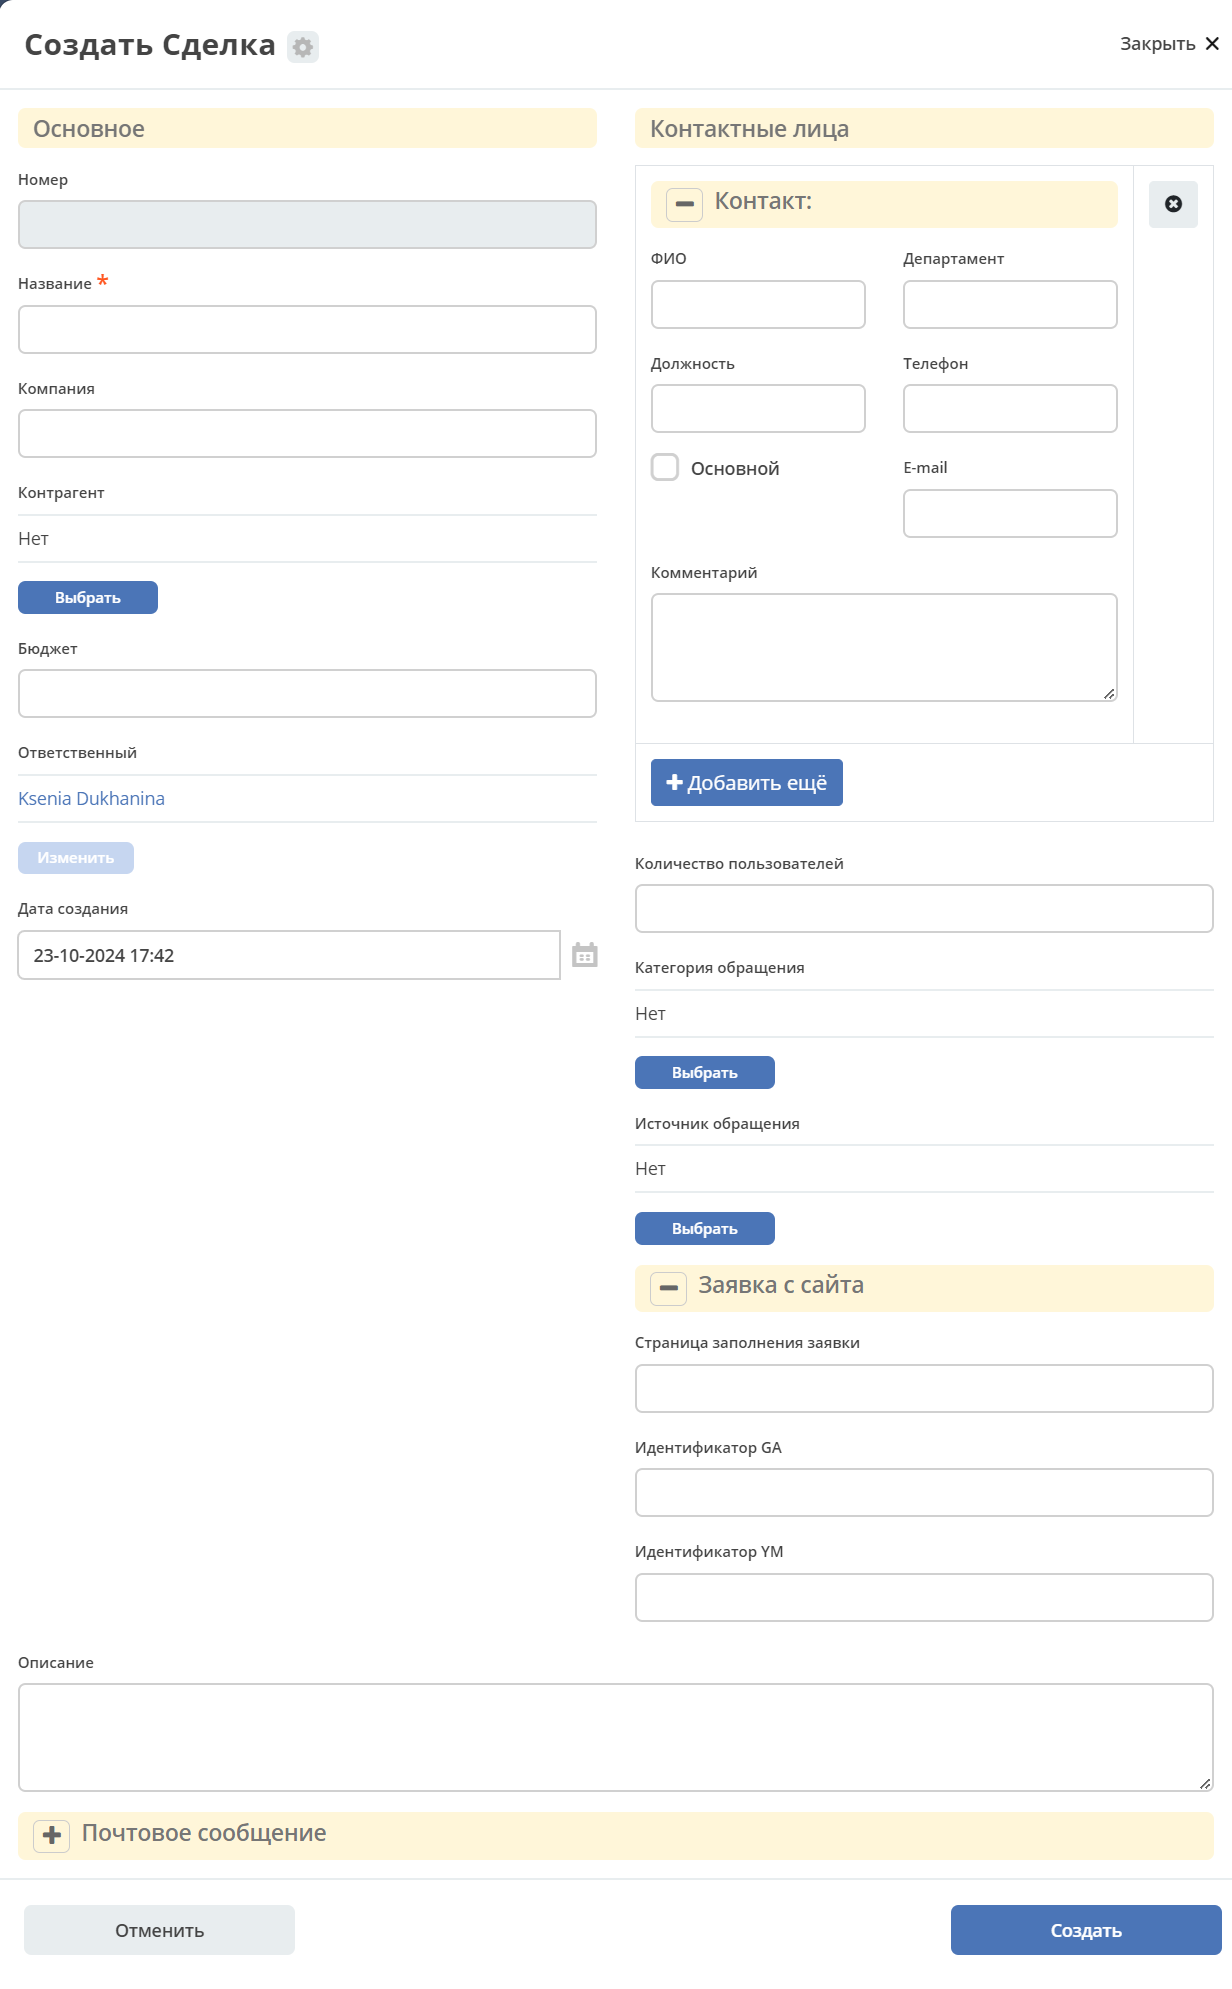 Создать Сделка
Закрыть
Основное
Номер
Название *
Компания
Контрагент
Нет
Выбрать
Бюджет
Ответственный
Ksenia Dukhanina
Изменить
Дата создания
23-10-2024 17:42
Контактные лица
Контакт:
ФИО
Департамент
Должность
Телефон
Основной
E-mail
Комментарий
Добавить ещё
Количество пользователей
Категория обращения
Нет
Выбрать
Источник обращения
Нет
Выбрать
Заявка с сайта
Страница заполнения заявки
Идентификатор GA
Идентификатор YM
Описание
Почтовое сообщение
Отменить
Создать